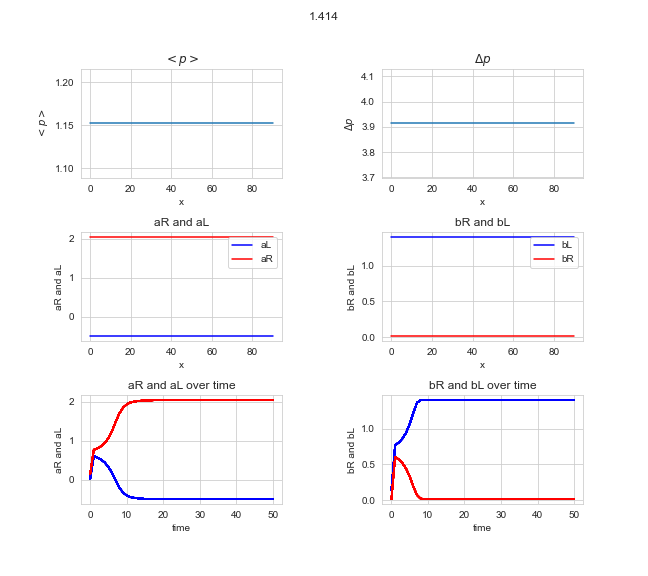 1.414
< p >
Δp
1.20
1.15
1.10
< p >
0 20 40 60 80
x
4.1
4.0
3.9
3.8
3.7
Δp
0 20 40 60 80
x
aR and aL
2
1
0
aR and aL
aL
aR
0 20 40 60 80
x
bR and bL
1.0
0.5
0.0
bR and bL
bL
bR
0 20 40 60 80
x
aR and aL over time
2
1
0
aR and aL
0 10 20 30 40 50
time
bR and bL over time
1.0
0.5
0.0
bR and bL
0 10 20 30 40 50
time